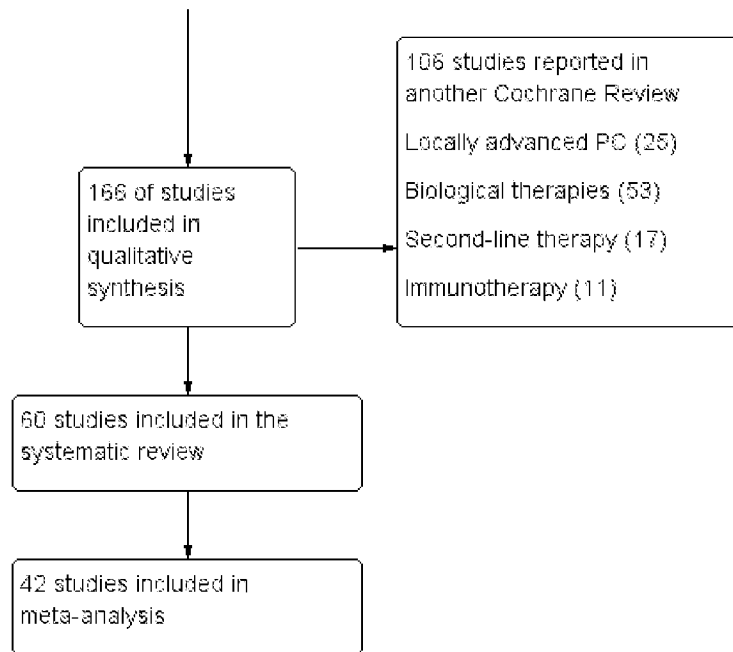 106 studies reported in
another Cochrane Review
Locally advanced PC (25)
Biological therapies (53)
Second-line therapy (17)
Immunotherapy (11)
166 of studies
included in
qualitative
synthesis
60 studies included in the
systematic review
42 studies included in
meta-analysis